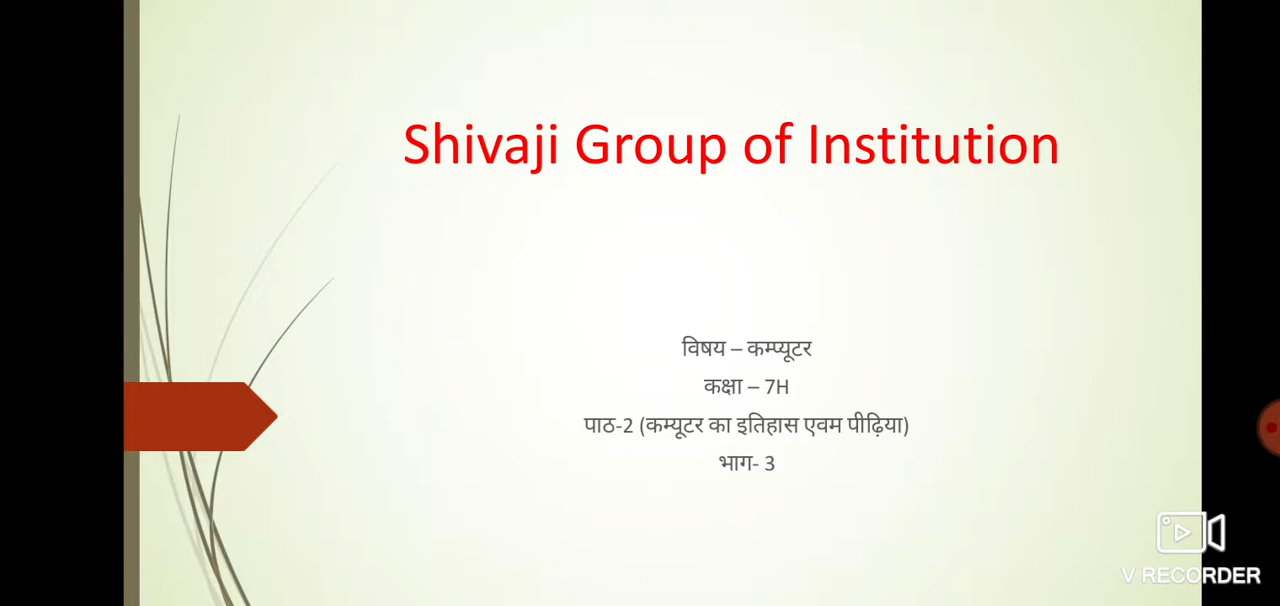 Shivaji Group of Institution
विषय – कम्प्यूटर
कक्षा – 7H
पाठ-2 (कम्यूटर का इतिहास एवम पीढ़िया)
भाग- 3
V RECORDER